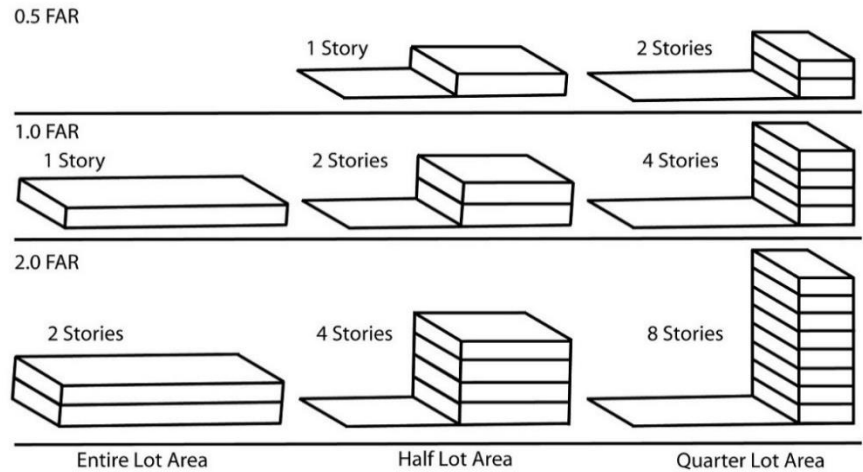 0.5 FAR
1 Story
2 Stories
1.0 FAR
1 Story
2 Stories
4 Stories
2.0 FAR
2 Stories
4 Stories
8 Stories
Entire Lot Area
Half Lot Area
Quarter Lot Area